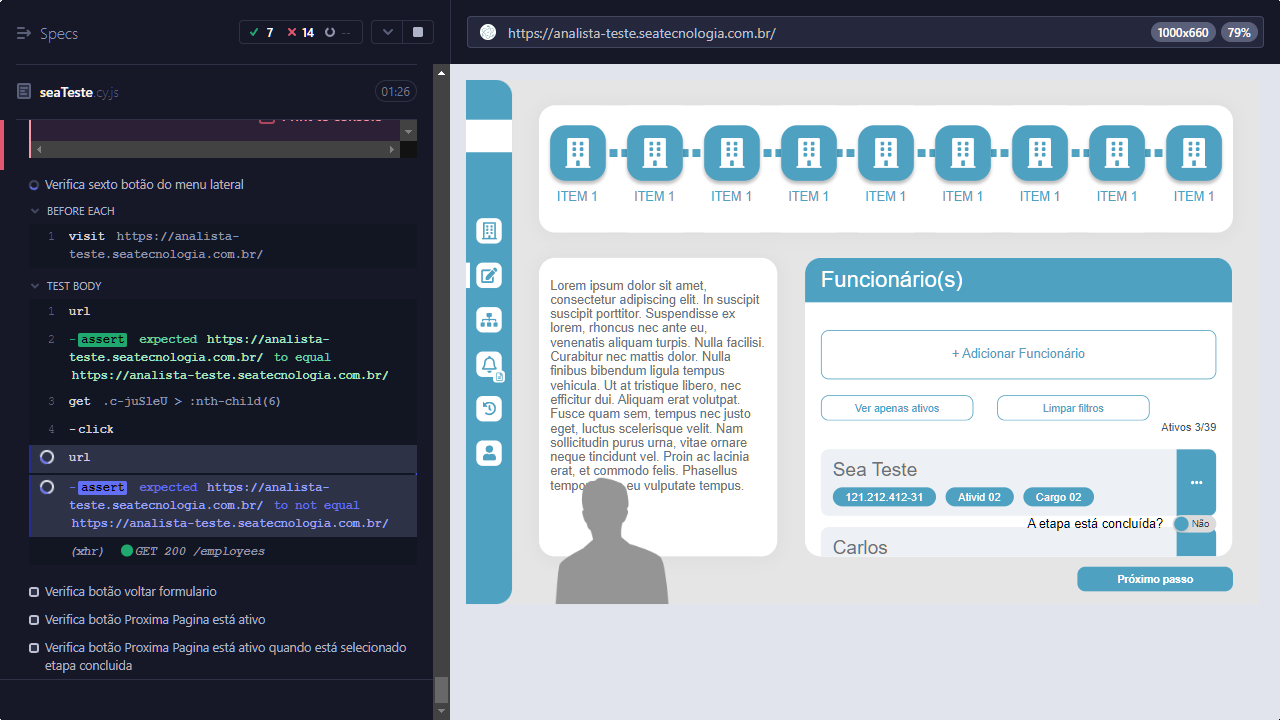 Specs
7 14 --
https://analista-teste.seatecnologia.com.br/
1000x660 79%
seaTeste.cy.js 01:26
Verifica sexto botão do menu lateral
BEFORE EACH
1 visit https://analista-
teste.seatecnologia.com.br/
TEST BODY
1 url
2 -assert expected https://analista-
teste.seatecnologia.com.br/ to equal
https://analista-teste.seatecnologia.com.br/
3 get .c-juSleU > :nth-child(6)
4 -click
url
-assert expected https://analista-
teste.seatecnologia.com.br/ to not equal
https://analista-teste.seatecnologia.com.br/
(xhr) GET 200 /employees
Verifica botão voltar formulario
Verifica botão Proxima Pagina está ativo
Verifica botão Proxima Pagina está ativo quando está selecionado
etapa concluida
ITEM 1 ITEM 1 ITEM 1 ITEM 1 ITEM 1 ITEM 1 ITEM 1 ITEM 1 ITEM 1
Lorem ipsum dolor sit amet,
consectetur adipiscing elit. In suscipit
suscipit porttitor. Suspendisse ex
lorem, rhoncus nec ante eu,
venenatis aliquam turpis. Nulla facilisi.
Curabitur nec mattis dolor. Nulla
finibus bibendum ligula tempus
vehicula. Ut at tristique libero, nec
efficitur dui. Aliquam erat volutpat.
Fusce quam sem, tempus nec justo
eget, luctus scelerisque velit. Nam
sollicitudin purus urna, vitae ornare
neque tincidunt vel. Proin ac lacinia
erat, et commodo felis. Phasellus
eu vulputate tempus.
Funcionário(s)
+ Adicionar Funcionário
Ver apenas ativos Limpar filtros
Ativos 3/39
Sea Teste
121.212.412-31 Ativid 02 Cargo 02
...
A etapa está concluída? Não
Carlos
Próximo passo